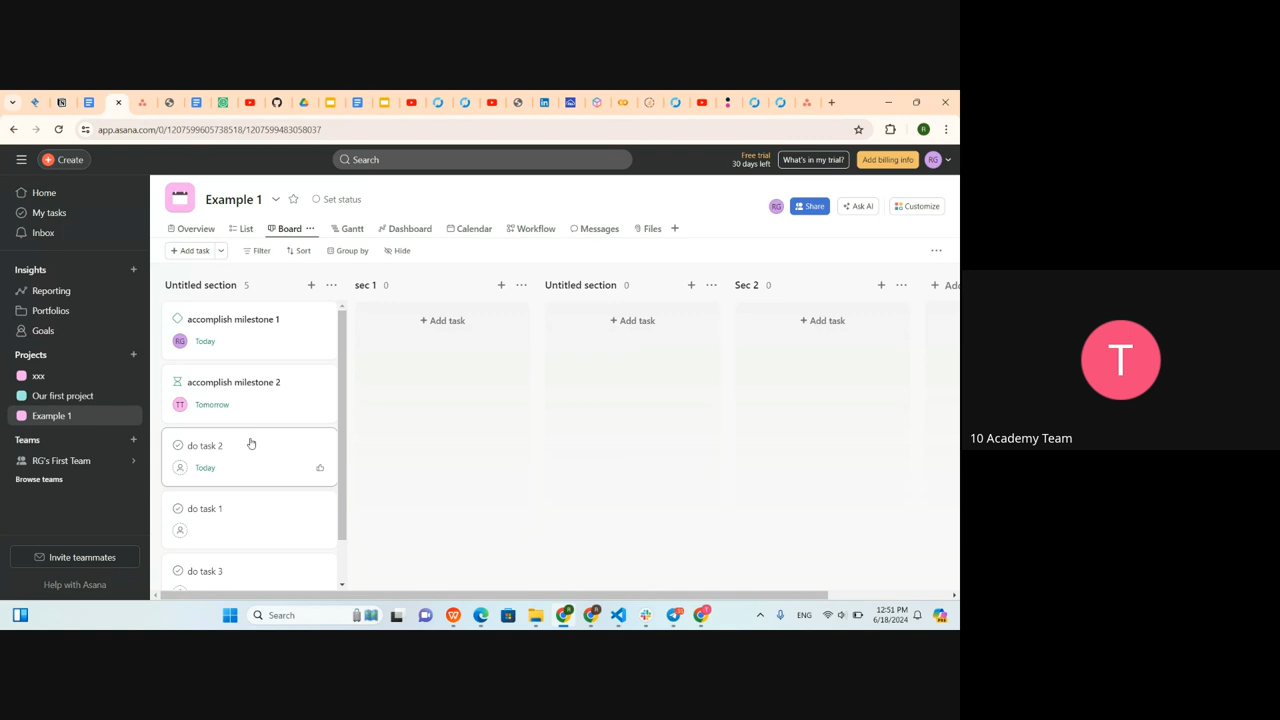 app.asana.com/0/1207599605738518/1207599483058037
Create
Search
Free trial
30 days left
What's in my trial?
Add billing info
RG
Home
My tasks
Inbox
Insights
Reporting
Portfolios
Goals
Projects
xxx
Our first project
Example 1
Teams
RG's First Team
Browse teams
Invite teammates
Help with Asana
Example 1
Set status
RG
Share
Ask AI
Customize
Overview
List
Board
Gantt
Dashboard
Calendar
Workflow
Messages
Files
Add task
Filter
Sort
Group by
Hide
Untitled section 5
sec 1 0
Untitled section 0
Sec 2 0
Add
accomplish milestone 1
RG Today
accomplish milestone 2
TT Tomorrow
do task 2
Today
do task 1
do task 3
+ Add task
+ Add task
+ Add task
Search
ENG
12:51 PM
6/18/2024
T
10 Academy Team